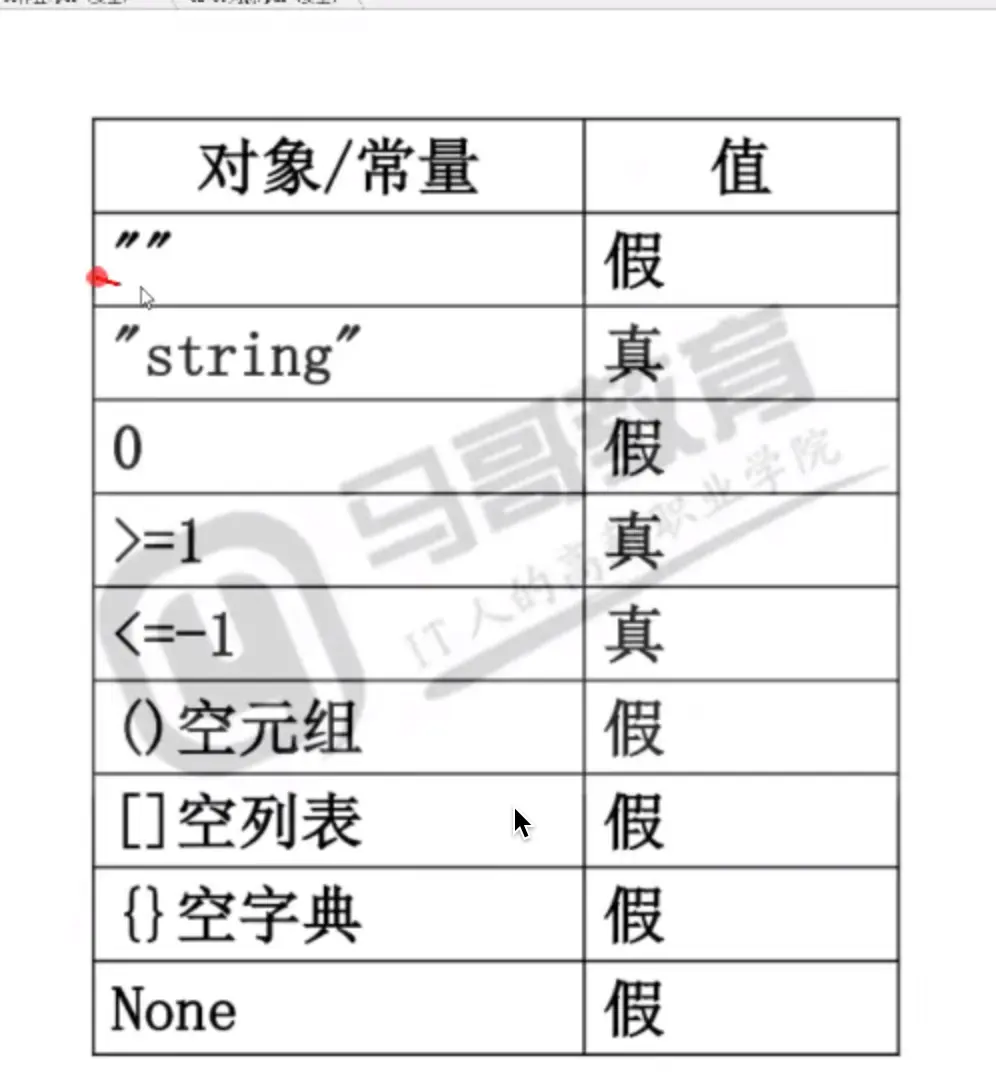 对象/常量 值
"" 假
"string" 真
0 假
>=1 真
<=-1 真
()空元组 假
[]空列表 假
{}空字典 假
None 假
马哥教育
IT人的高薪职业学院